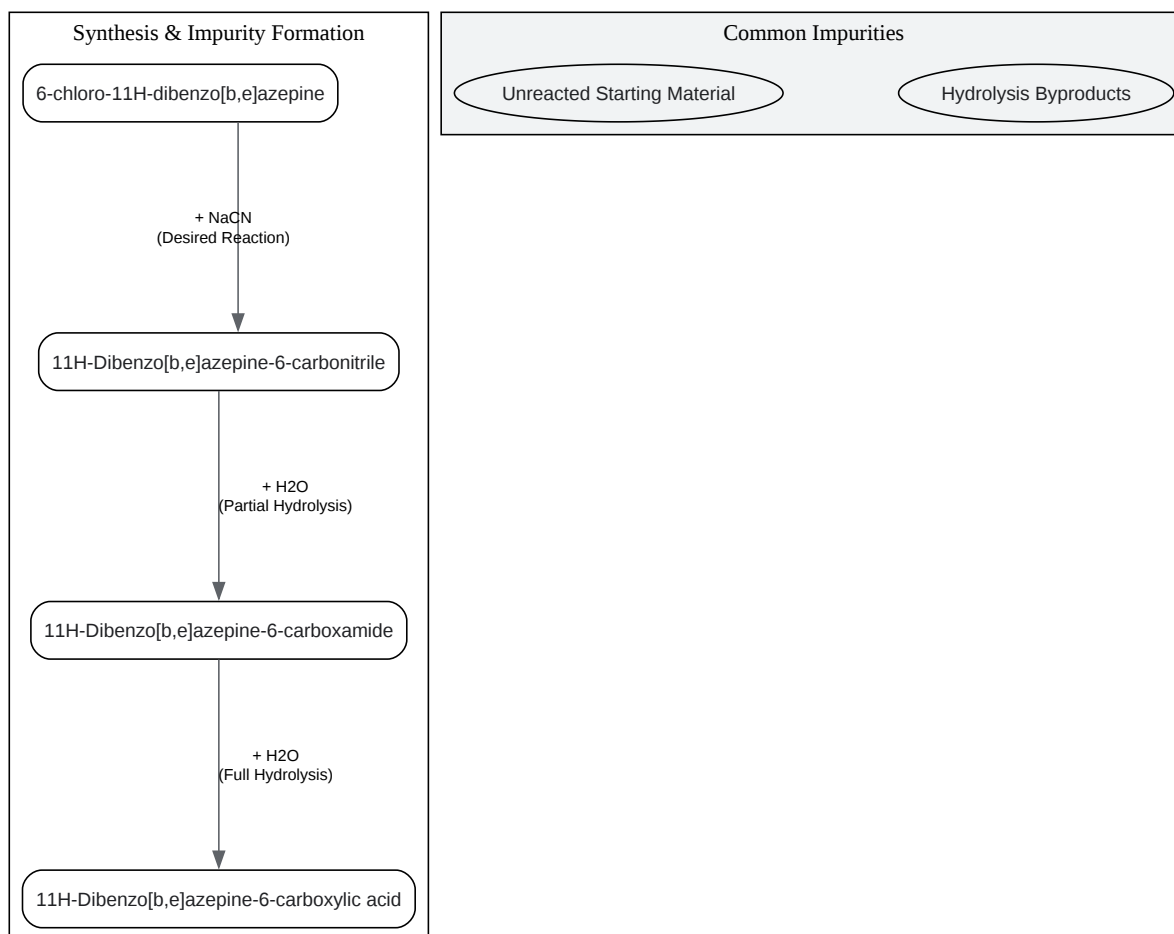 Synthesis & Impurity Formation
6-chloro-11H-dibenzo[b,e]azepine
+ NaCN
(Desired Reaction)
11H-Dibenzo[b,e]azepine-6-carbonitrile
+ H2O
(Partial Hydrolysis)
11H-Dibenzo[b,e]azepine-6-carboxamide
+ H2O
(Full Hydrolysis)
11H-Dibenzo[b,e]azepine-6-carboxylic acid
Common Impurities
Unreacted Starting Material
Hydrolysis Byproducts